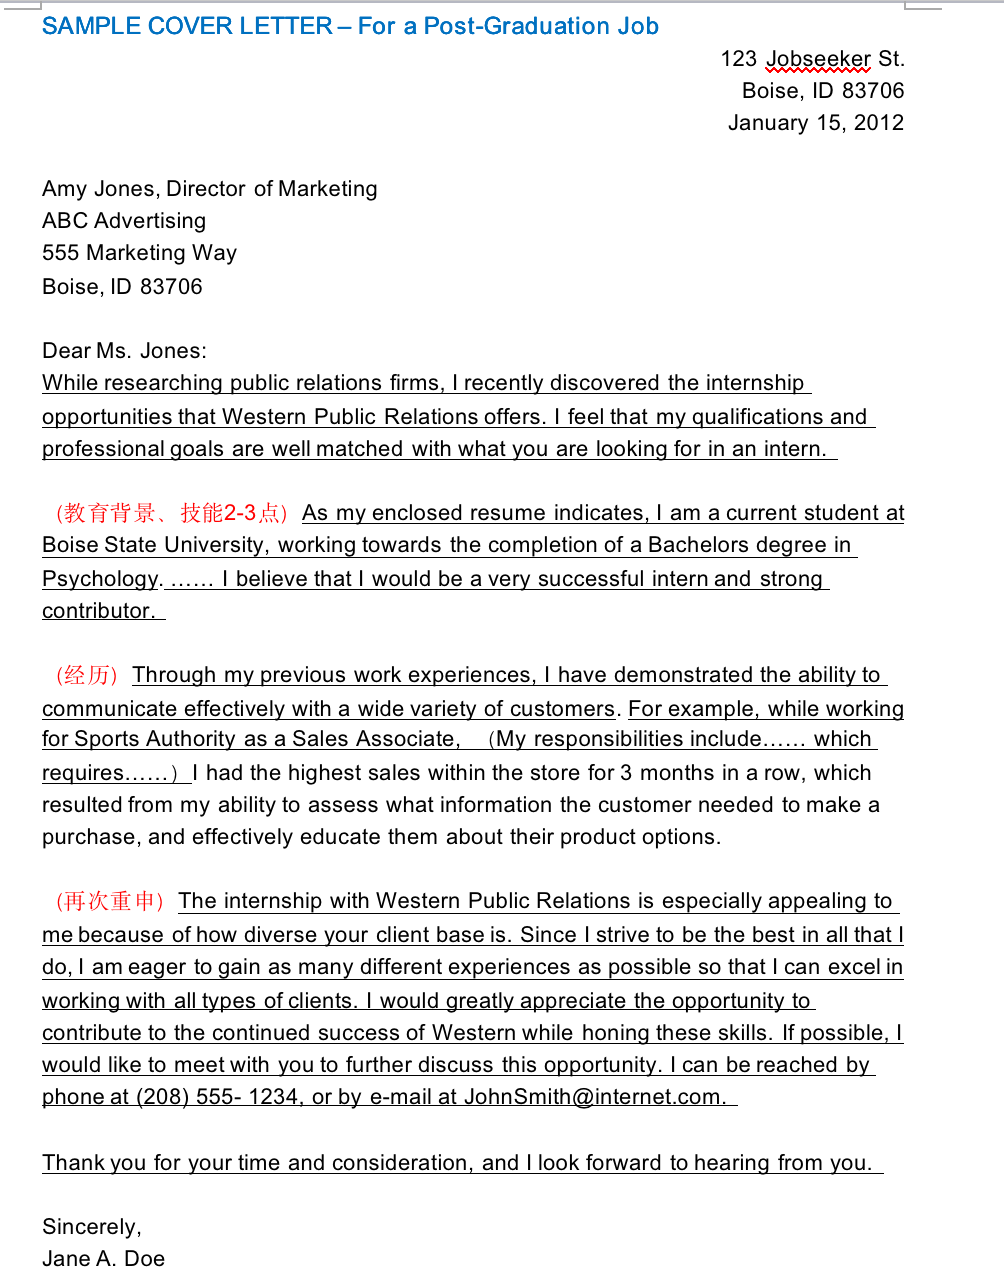 SAMPLE COVER LETTER – For a Post-Graduation Job
123 Jobseeker St.
Boise, ID 83706
January 15, 2012
Amy Jones, Director of Marketing
ABC Advertising
555 Marketing Way
Boise, ID 83706
Dear Ms. Jones:
While researching public relations firms, I recently discovered the internship
opportunities that Western Public Relations offers. I feel that my qualifications and
professional goals are well matched with what you are looking for in an intern.
（教育背景、技能2-3点）As my enclosed resume indicates, I am a current student at
Boise State University, working towards the completion of a Bachelors degree in
Psychology. …… I believe that I would be a very successful intern and strong
contributor.
（经历）Through my previous work experiences, I have demonstrated the ability to
communicate effectively with a wide variety of customers. For example, while working
for Sports Authority as a Sales Associate, （My responsibilities include…… which
requires……）I had the highest sales within the store for 3 months in a row, which
resulted from my ability to assess what information the customer needed to make a
purchase, and effectively educate them about their product options.
（再次重申）The internship with Western Public Relations is especially appealing to
me because of how diverse your client base is. Since I strive to be the best in all that I
do, I am eager to gain as many different experiences as possible so that I can excel in
working with all types of clients. I would greatly appreciate the opportunity to
contribute to the continued success of Western while honing these skills. If possible, I
would like to meet with you to further discuss this opportunity. I can be reached by
phone at (208) 555- 1234, or by e-mail at JohnSmith@internet.com.
Thank you for your time and consideration, and I look forward to hearing from you.
Sincerely,
Jane A. Doe